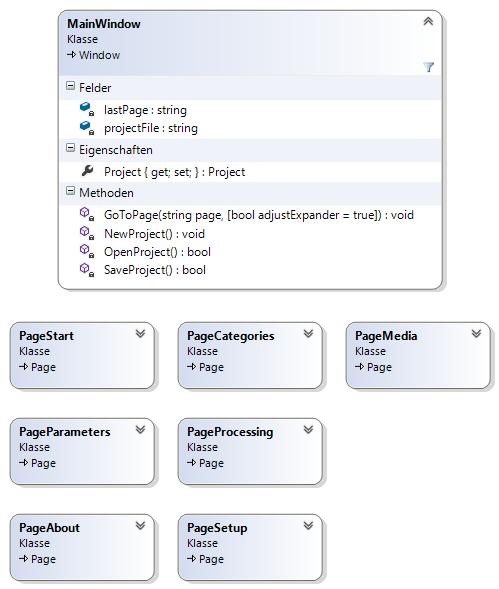 MainWindow
Klasse
Window
Felder
lastPage : string
projectFile : string
Eigenschaften
Project { get; set; } : Project
Methoden
GoToPage(string page, [bool adjustExpander = true]) : void
NewProject() : void
OpenProject() : bool
SaveProject() : bool
PageStart
Klasse
Page
PageCategories
Klasse
Page
PageMedia
Klasse
Page
PageParameters
Klasse
Page
PageProcessing
Klasse
Page
PageAbout
Klasse
Page
PageSetup
Klasse
Page